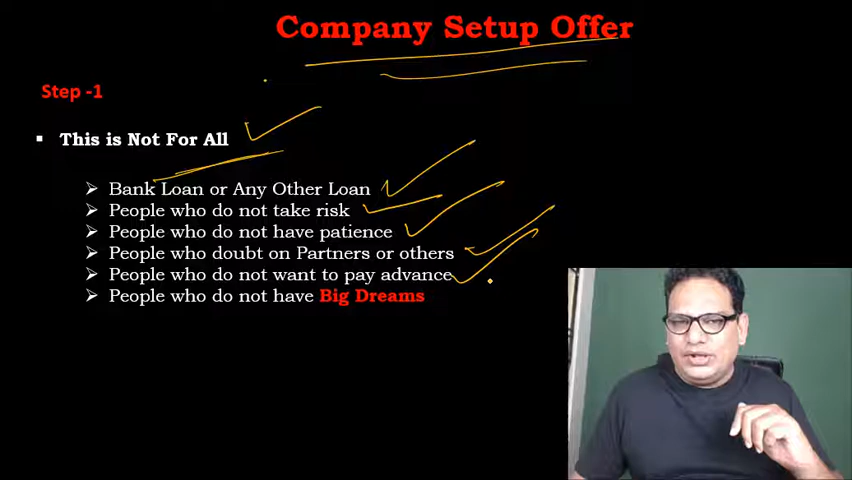 Company Setup Offer
Step -1
▪ This is Not For All
➢ Bank Loan or Any Other Loan
➢ People who do not take risk
➢ People who do not have patience
➢ People who doubt on Partners or others
➢ People who do not want to pay advance
➢ People who do not have Big Dreams